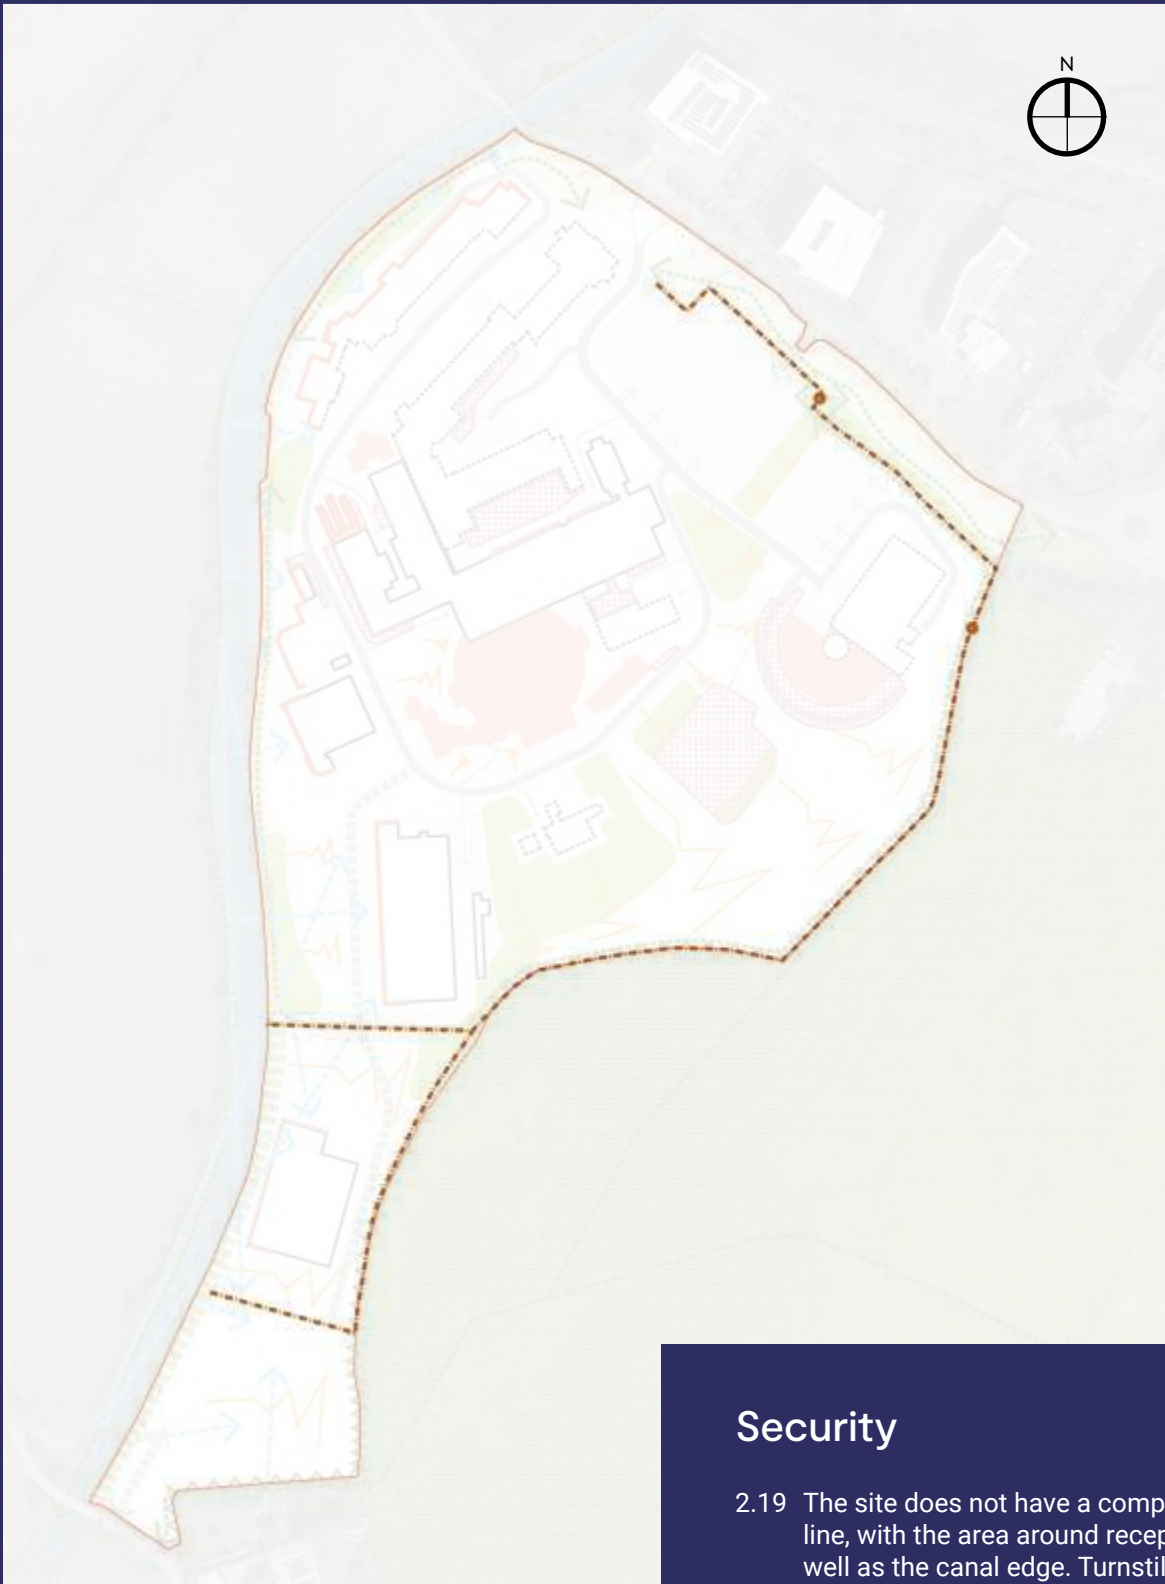 N
Security
2.19 The site does not have a comp
line, with the area around recep
well as the canal edge. Turnstil